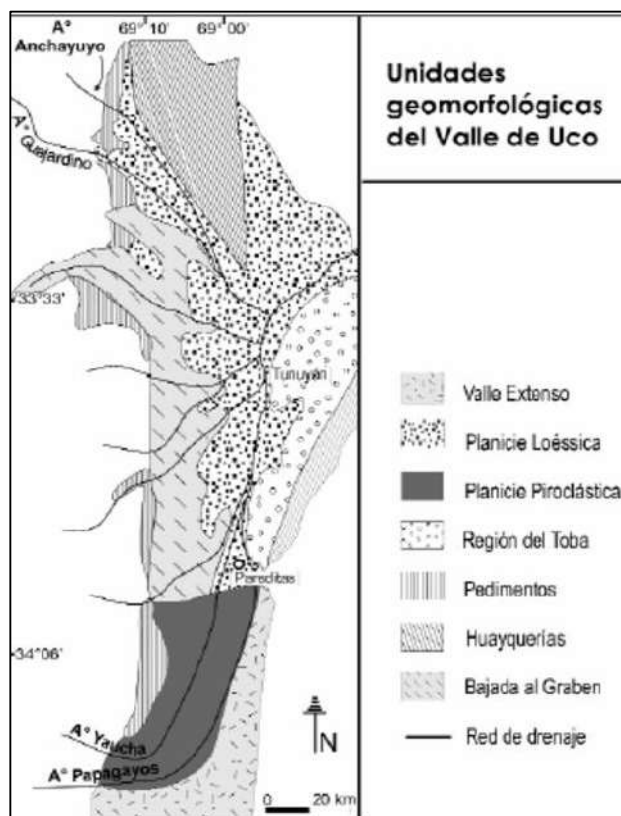 69°10' 69°00'
A°
Anchayuyo
A° Guajardino
33°33'
Tunuyán
Pareditas
34°06'
A° Yaucha
A° Papagayos
N
0 20 km
Unidades
geomorfológicas
del Valle de Uco
Valle Extenso
Planicie Loéssica
Planicie Piroclástica
Región del Toba
Pedimentos
Huayquerías
Bajada al Graben
Red de drenaje